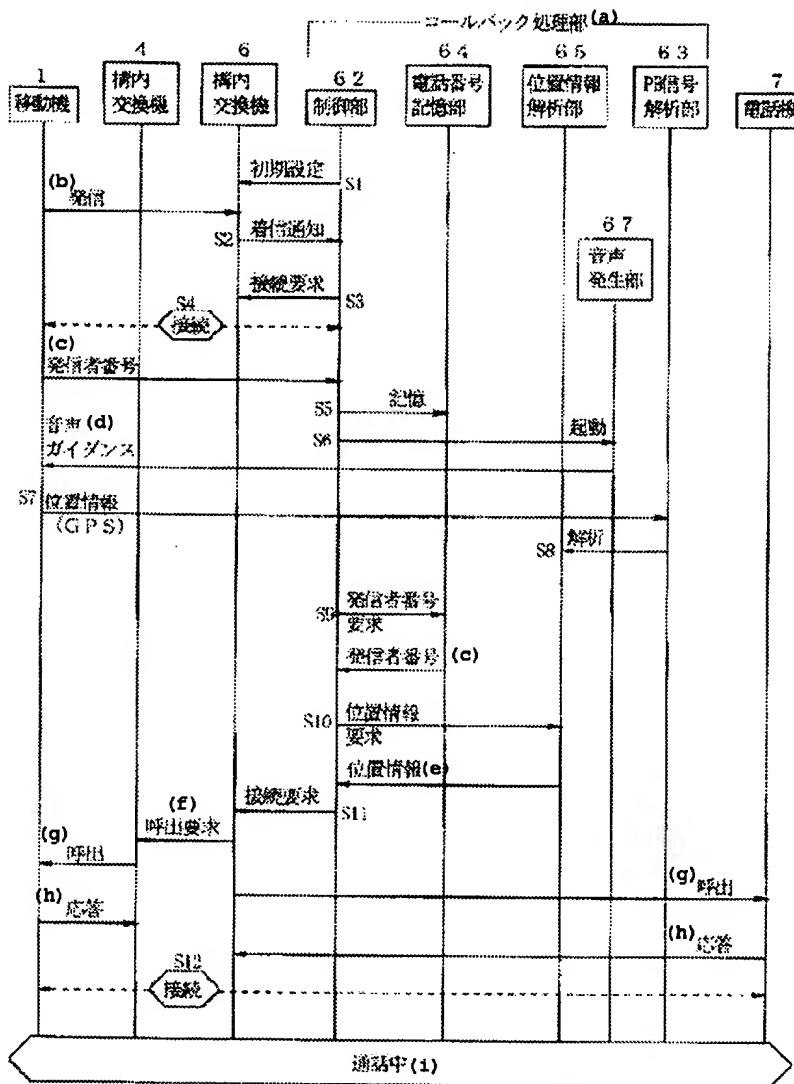 コールバック処理部(a)
1 4 6 62 64 65 63 7
移動機
構内
交換機
構内
交換機
制御部
電話番号
記憶部
位置情報
解析部
PB信号
解析部
電話機
初期設定
S1
(b)
発信
S2
着信通知
67
音声
発生部
接続要求
S3
S4
接続
(c)
発信者番号
S5
記憶
音声(d)
ガイダンス
S6
起動
S7
位置情報
(GPS)
S8
解析
S9
発信者番号
要求
発信者番号 (c)
S10
位置情報
要求
位置情報(e)
接続要求
S11
(f)
呼出要求
(g)
呼出
(g)呼出
(h)応答
(h)応答
S12
接続
通話中(i)